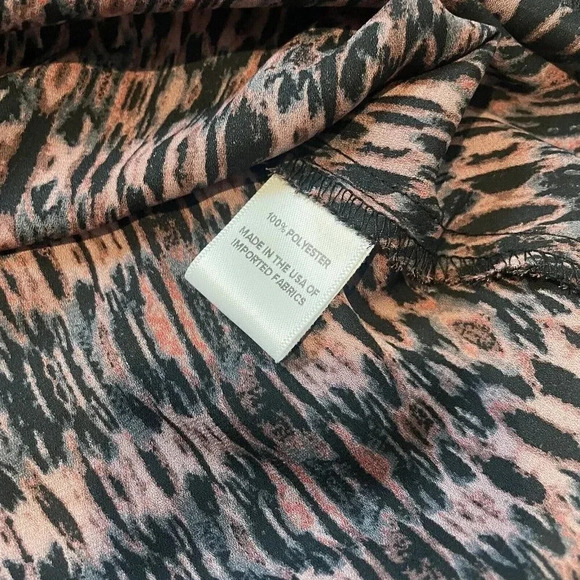 100% POLYESTER
MADE IN THE USA OF
IMPORTED FABRICS